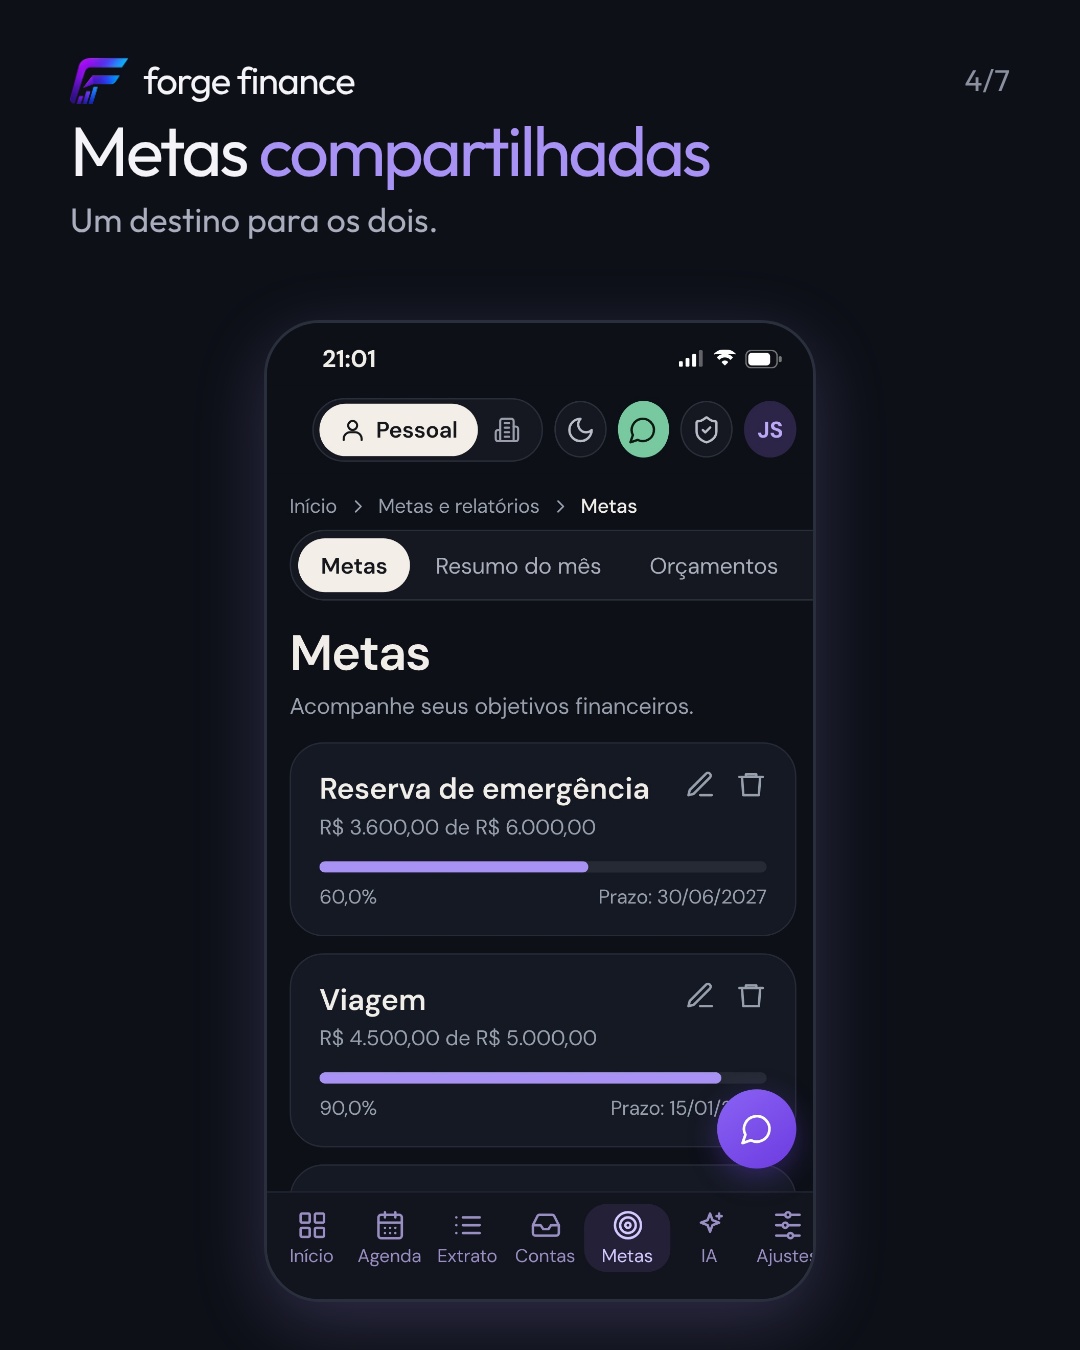 forge finance
4/7
Metas compartilhadas
Um destino para os dois.
21:01
Pessoal
JS
Início > Metas e relatórios > Metas
Metas Resumo do mês Orçamentos
Metas
Acompanhe seus objetivos financeiros.
Reserva de emergência
R$ 3.600,00 de R$ 6.000,00
60,0% Prazo: 30/06/2027
Viagem
R$ 4.500,00 de R$ 5.000,00
90,0% Prazo: 15/01/
Início Agenda Extrato Contas Metas IA Ajustes